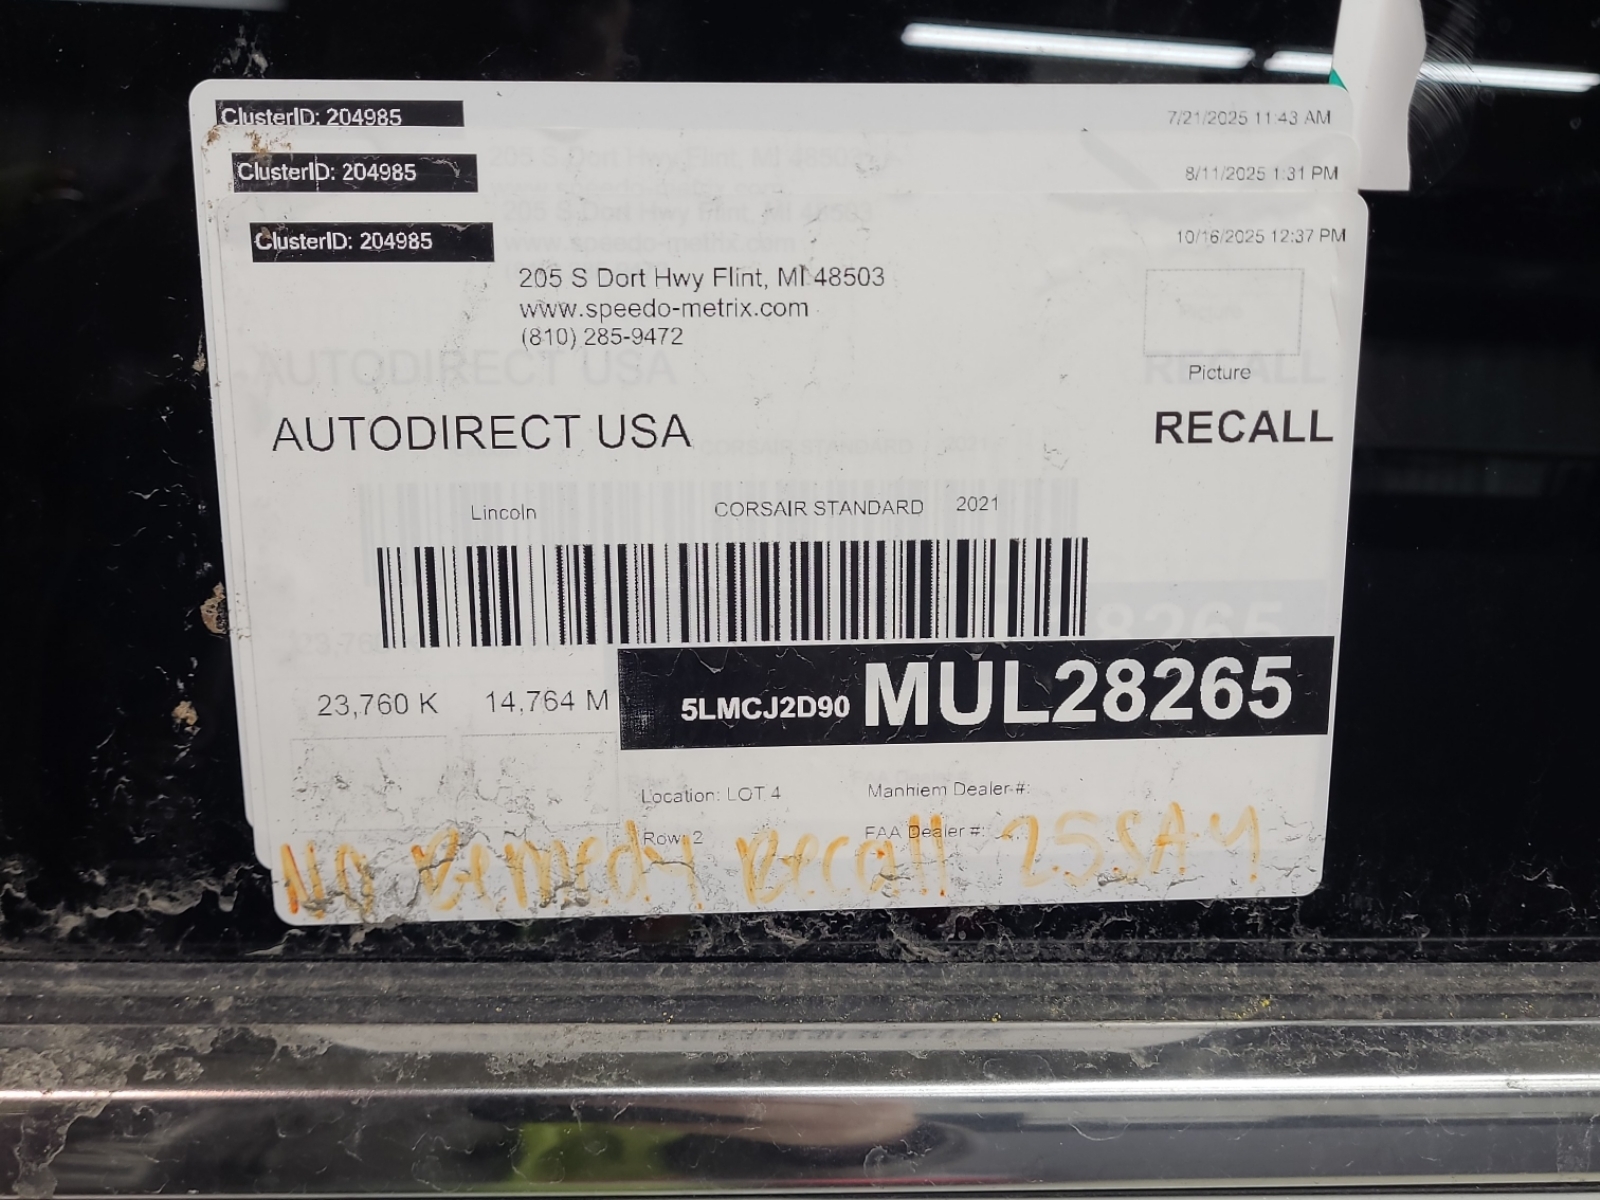 ClusterID: 204985 7/21/2025 11:43 AM
ClusterID: 204985 8/11/2025 1:31 PM
ClusterID: 204985 10/16/2025 12:37 PM
205 S Dort Hwy Flint, MI 48503
www.speedo-metrix.com
(810) 285-9472
Picture
AUTODIRECT USA RECALL
Lincoln CORSAIR STANDARD 2021
23,760 K 14,764 M 5LMCJ2D90 MUL28265
Location: LOT 4 Manhiem Dealer #:
Row: 2 FAA Dealer #:
No Remedy Recall 25SA4